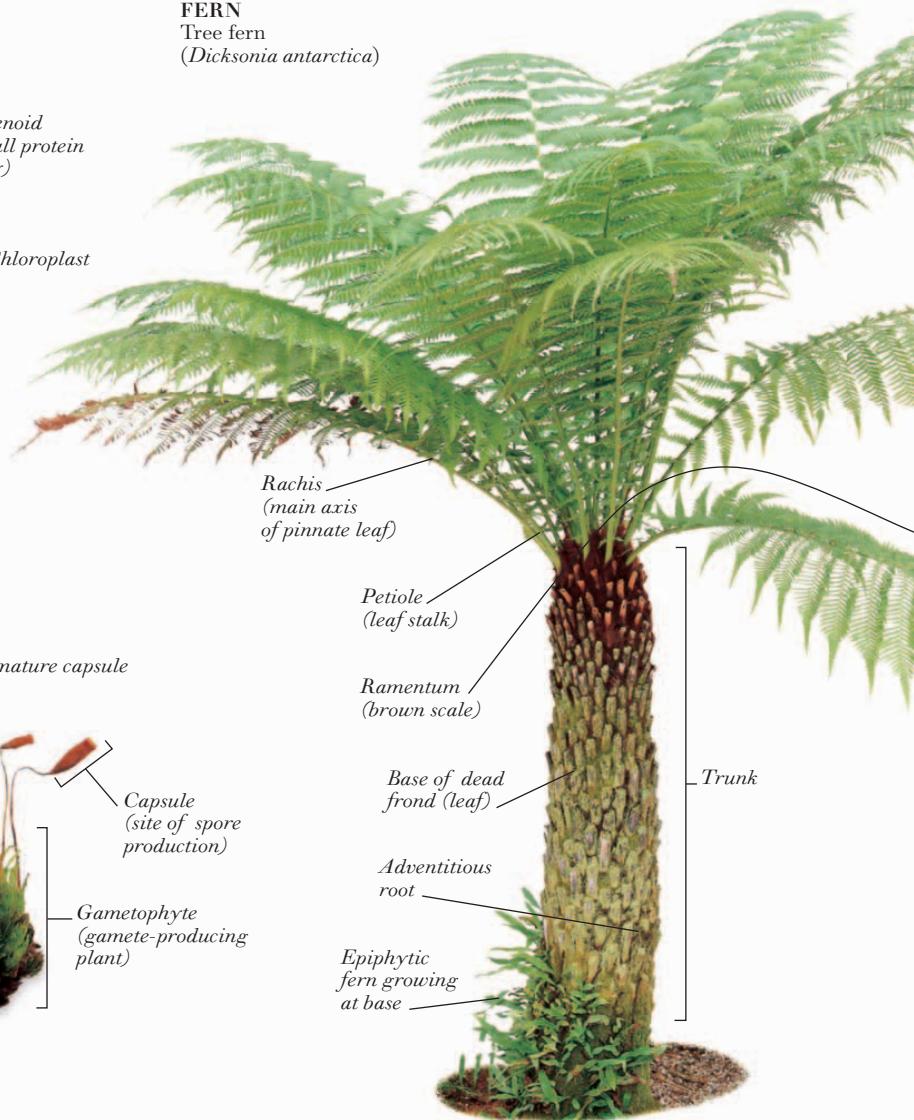 FERN
Tree fern
(Dicksonia antarctica)
protein
Rachis
(main axis
of pinnate leaf)
Petiole
(leaf stalk)
Ramentum
(brown scale)
Base of dead
frond (leaf)
Trunk
Adventitious
root
Epiphytic
fern growing
at base
capsule
Capsule
(site of spore
production)
Gametophyte
(gamete-producing
plant)